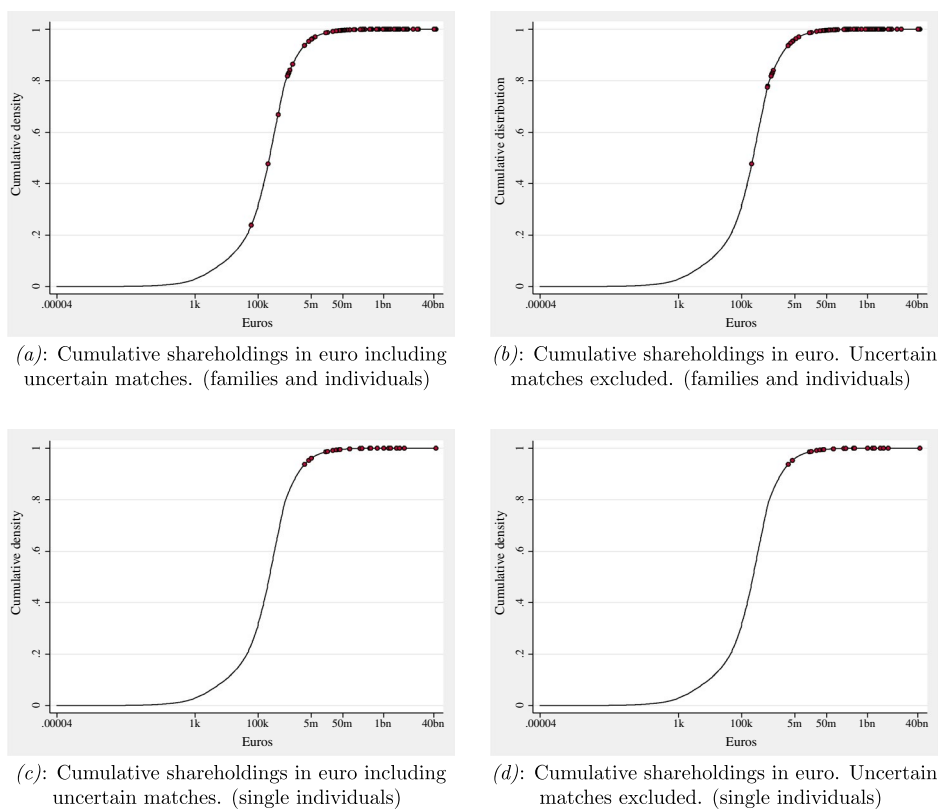 Cumulative density
1
.8
.6
.4
.2
0
.00004 1k 100k 5m 50m 1bn 40bn
Euros
(a): Cumulative shareholdings in euro including
uncertain matches. (families and individuals)
Cumulative distribution
1
.8
.6
.4
.2
0
.00004 1k 100k 5m 50m 1bn 40bn
Euros
(b): Cumulative shareholdings in euro. Uncertain
matches excluded. (families and individuals)
Cumulative density
1
.8
.6
.4
.2
0
.00004 1k 100k 5m 50m 1bn 40bn
Euros
(c): Cumulative shareholdings in euro including
uncertain matches. (single individuals)
Cumulative density
1
.8
.6
.4
.2
0
.00004 1k 100k 5m 50m 1bn 40bn
Euros
(d): Cumulative shareholdings in euro. Uncertain
matches excluded. (single individuals)